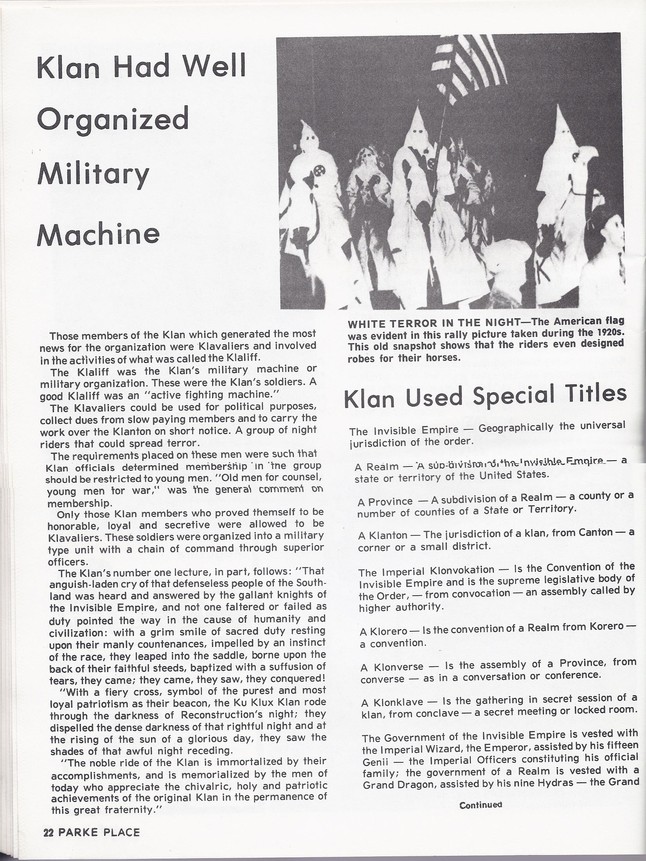 Klan Had Well
Organized
Military
Machine
Those members of the Klan which generated the most
news for the organization were Klavaliers and involved
in the activities of what was called the Klaliff.
The Klaliff was the Klan's military machine or
military organization. These were the Klan's soldiers. A
good Klaliff was an "active fighting machine."
The Klavaliers could be used for political purposes,
collect dues from slow paying members and to carry the
work over the Klanton on short notice. A group of night
riders that could spread terror.
The requirements placed on these men were such that
Klan officials determined membership in the group
should be restricted to young men. "Old men for counsel,
young men for war," was the general comment on
membership.
Only those Klan members who proved themself to be
honorable, loyal and secretive were allowed to be
Klavaliers. These soldiers were organized into a military
type unit with a chain of command through superior
officers.
The Klan's number one lecture, in part, follows: "That
anguish-laden cry of that defenseless people of the South-
land was heard and answered by the gallant knights of
the Invisible Empire, and not one faltered or failed as
duty pointed the way in the cause of humanity and
civilization: with a grim smile of sacred duty resting
upon their manly countenances, impelled by an instinct
of the race, they leaped into the saddle, borne upon the
back of their faithful steeds, baptized with a suffusion of
tears, they came; they came, they saw, they conquered!
"With a fiery cross, symbol of the purest and most
loyal patriotism as their beacon, the Ku Klux Klan rode
through the darkness of Reconstruction's night; they
dispelled the dense darkness of that rightful night and at
the rising of the sun of a glorious day, they saw the
shades of that awful night receding.
"The noble ride of the Klan is immortalized by their
accomplishments, and is memorialized by the men of
today who appreciate the chivalric, holy and patriotic
achievements of the original Klan in the permanence of
this great fraternity."
WHITE TERROR IN THE NIGHT—The American flag
was evident in this rally picture taken during the 1920s.
This old snapshot shows that the riders even designed
robes for their horses.
Klan Used Special Titles
The Invisible Empire — Geographically the universal
jurisdiction of the order.
A Realm — A sub-division of the Invisible Empire — a
state or territory of the United States.
A Province — A subdivision of a Realm — a county or a
number of counties of a State or Territory.
A Klanton — The jurisdiction of a klan, from Canton — a
corner or a small district.
The Imperial Klonvokation — Is the Convention of the
Invisible Empire and is the supreme legislative body of
the Order, — from convocation — an assembly called by
higher authority.
A Klorero — Is the convention of a Realm from Korero —
a convention.
A Klonverse — Is the assembly of a Province, from
converse — as in a conversation or conference.
A Klonklave — Is the gathering in secret session of a
klan, from conclave — a secret meeting or locked room.
The Government of the Invisible Empire is vested with
the Imperial Wizard, the Emperor, assisted by his fifteen
Genii — the Imperial Officers constituting his official
family; the government of a Realm is vested with a
Grand Dragon, assisted by his nine Hydras — the Grand
Continued
22 PARKE PLACE